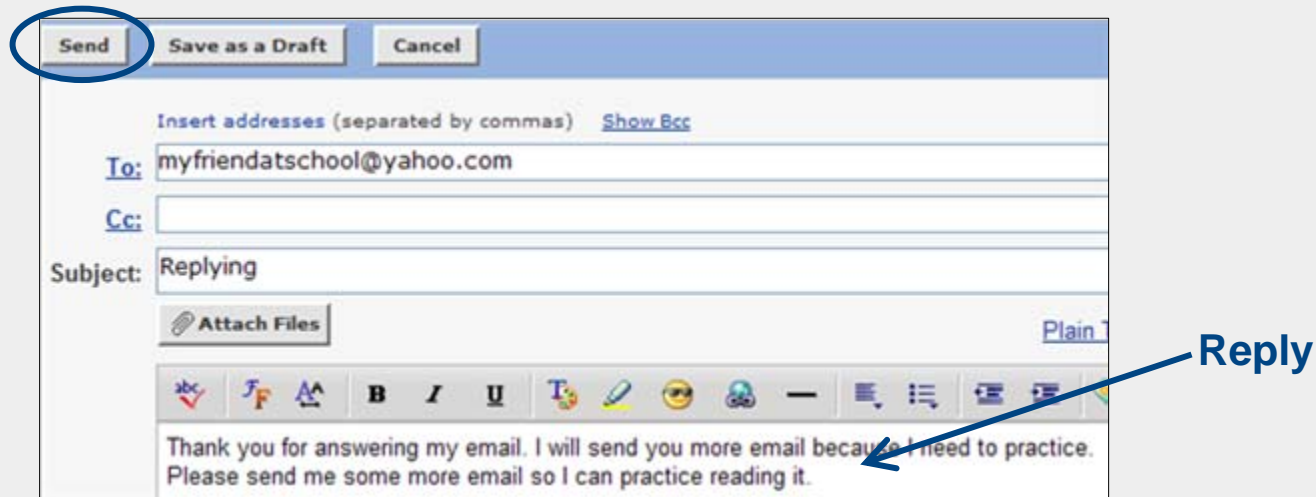 Send Save as a Draft Cancel
Insert addresses (separated by commas) Show Bcc
To: myfriendatschool@yahoo.com
Cc:
Subject: Replying
Attach Files
Plain
Reply
abc B I U
Thank you for answering my email. I will send you more email because I need to practice.
Please send me some more email so I can practice reading it.